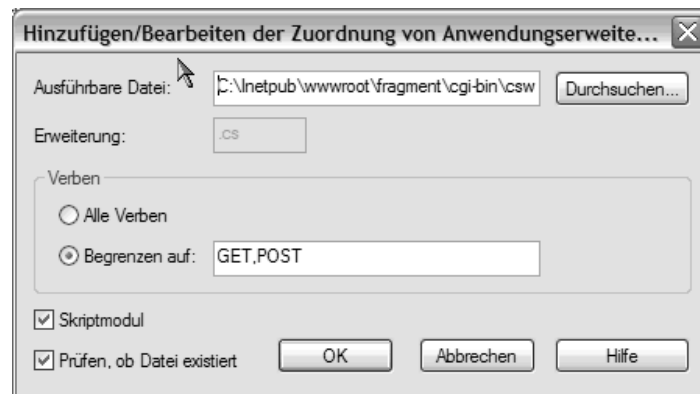 Hinzufügen/Bearbeiten der Zuordnung von Anwendungserweite...
Ausführbare Datei: C:\Inetpub\wwwroot\fragment\cgi-bin\csw Durchsuchen...
Erweiterung: .cs
Verben
Alle Verben
Begrenzen auf: GET,POST
Skriptmodul
Prüfen, ob Datei existiert OK Abbrechen Hilfe